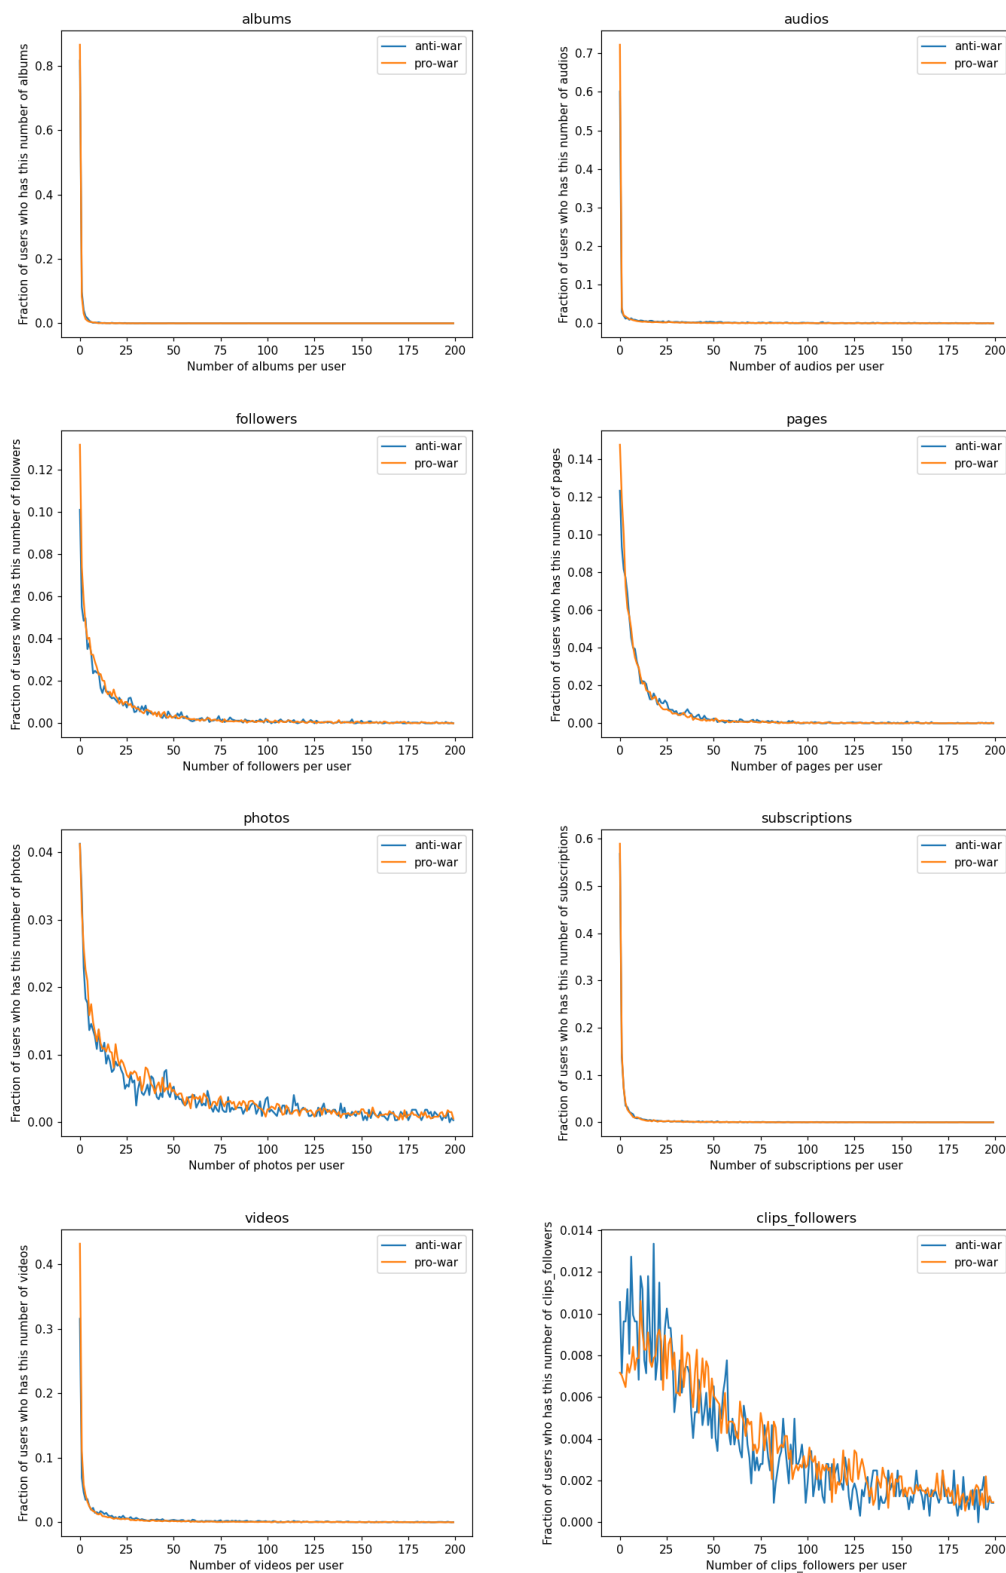 albums
Fraction of users who has this number of albums
0.8
0.6
0.4
0.2
0.0
anti-war
pro-war
0 25 50 75 100 125 150 175 200
Number of albums per user
audios
Fraction of users who has this number of audios
0.7
0.6
0.5
0.4
0.3
0.2
0.1
0.0
anti-war
pro-war
0 25 50 75 100 125 150 175 200
Number of audios per user
followers
Fraction of users who has this number of followers
0.12
0.10
0.08
0.06
0.04
0.02
0.00
anti-war
pro-war
0 25 50 75 100 125 150 175 200
Number of followers per user
pages
Fraction of users who has this number of pages
0.14
0.12
0.10
0.08
0.06
0.04
0.02
0.00
anti-war
pro-war
0 25 50 75 100 125 150 175 200
Number of pages per user
photos
Fraction of users who has this number of photos
0.04
0.03
0.02
0.01
0.00
anti-war
pro-war
0 25 50 75 100 125 150 175 200
Number of photos per user
subscriptions
Fraction of users who has this number of subscriptions
0.6
0.5
0.4
0.3
0.2
0.1
0.0
anti-war
pro-war
0 25 50 75 100 125 150 175 200
Number of subscriptions per user
videos
Fraction of users who has this number of videos
0.4
0.3
0.2
0.1
0.0
anti-war
pro-war
0 25 50 75 100 125 150 175 200
Number of videos per user
clips_followers
Fraction of users who has this number of clips_followers
0.014
0.012
0.010
0.008
0.006
0.004
0.002
0.000
anti-war
pro-war
0 25 50 75 100 125 150 175 200
Number of clips_followers per user